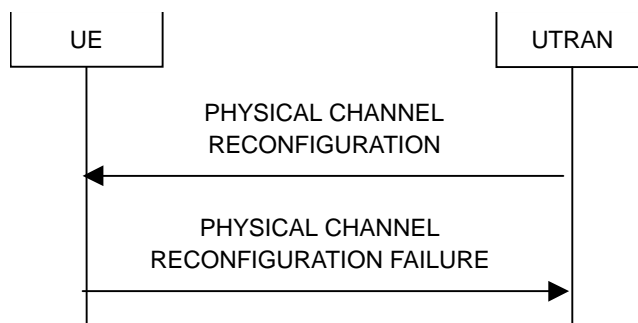 UE
UTRAN
PHYSICAL CHANNEL
RECONFIGURATION
PHYSICAL CHANNEL
RECONFIGURATION FAILURE